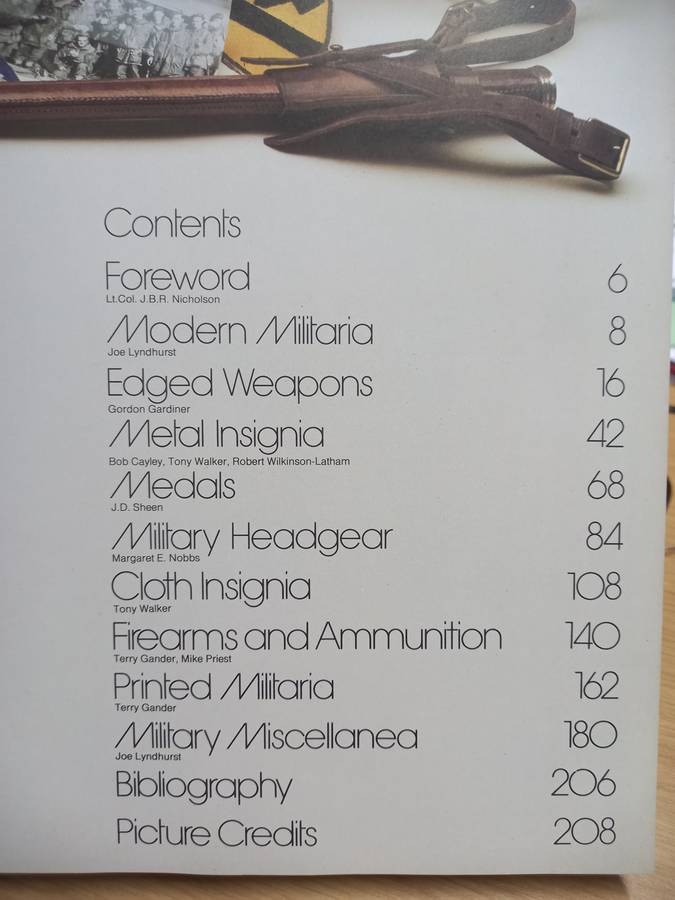 Contents
Foreword 6
Lt.Col. J.B.R. Nicholson
Modern Militaria 8
Joe Lyndhurst
Edged Weapons 16
Gordon Gardiner
Metal Insignia 42
Bob Cayley, Tony Walker, Robert Wilkinson-Latham
Medals 68
J.D. Sheen
Military Headgear 84
Margaret E. Nobbs
Cloth Insignia 108
Tony Walker
Firearms and Ammunition 140
Terry Gander, Mike Priest
Printed Militaria 162
Terry Gander
Military Miscellanea 180
Joe Lyndhurst
Bibliography 206
Picture Credits 208